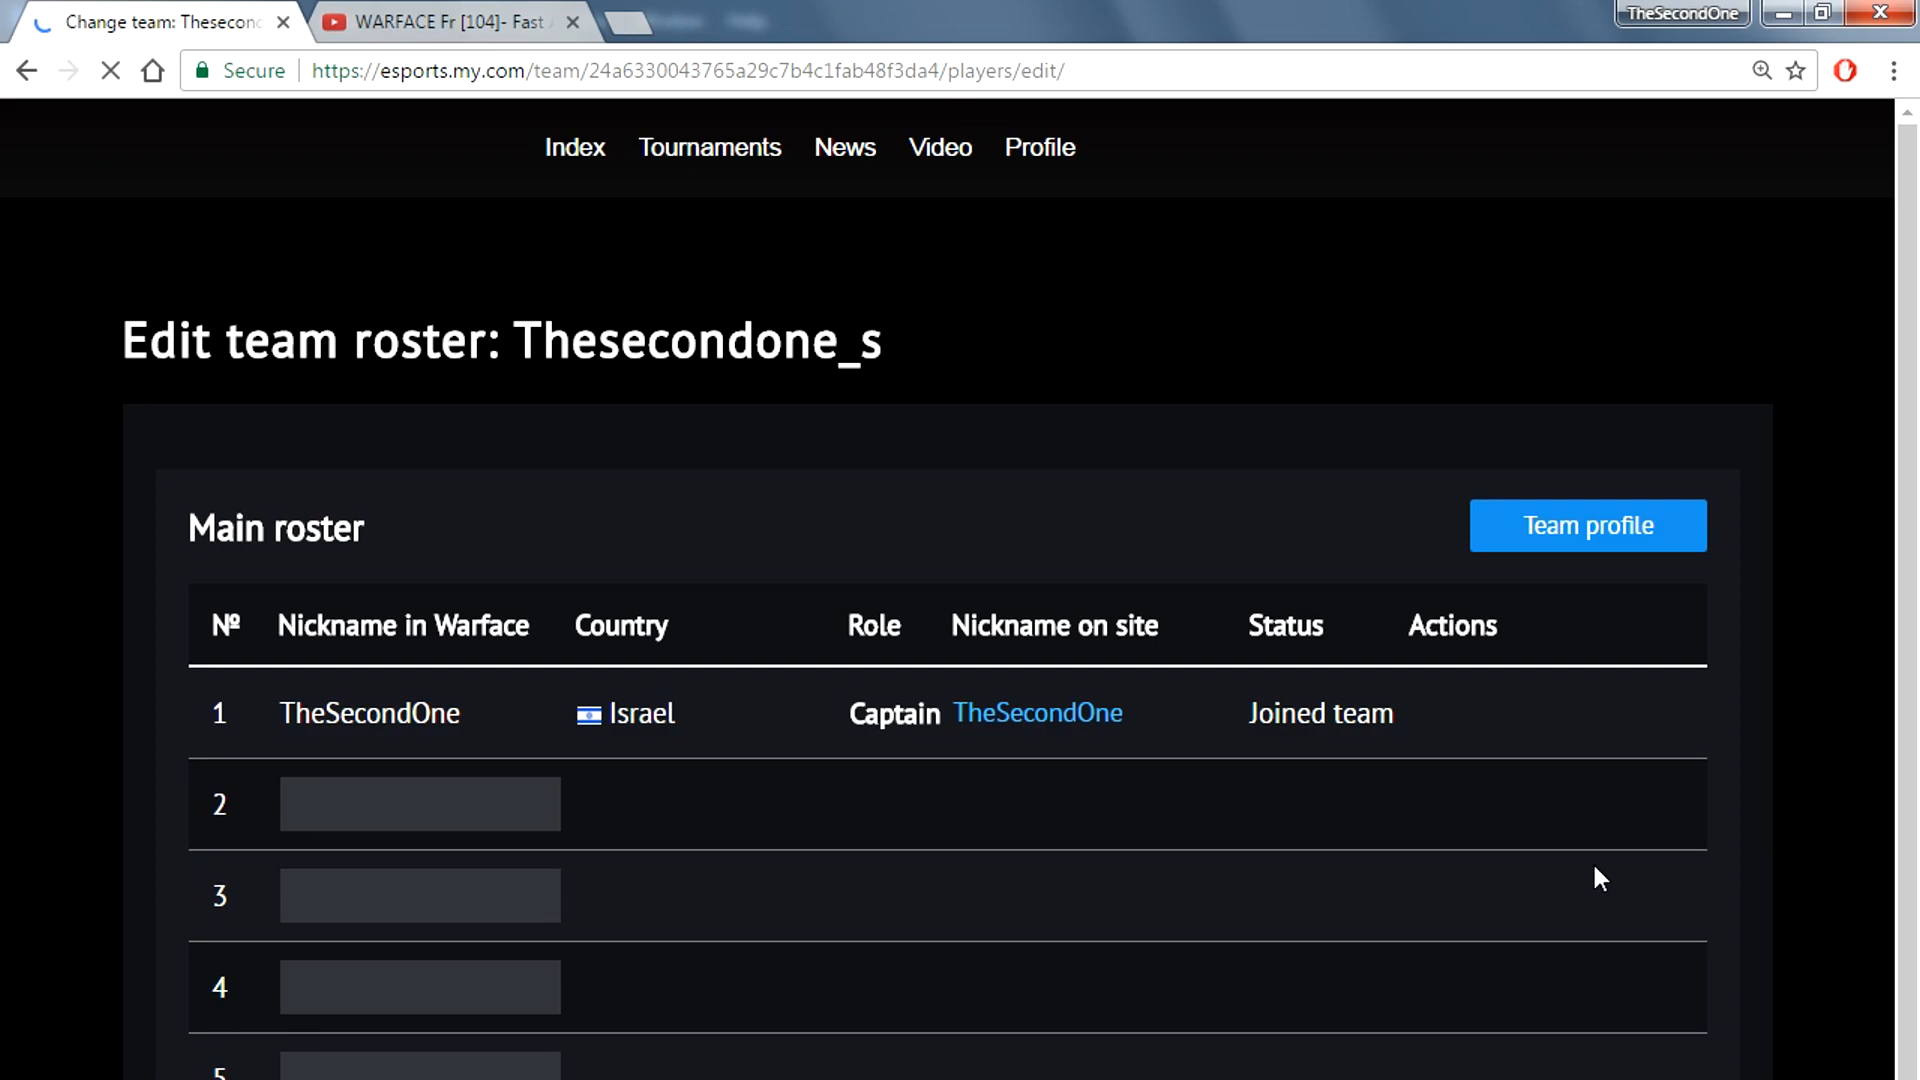 Change team: Thesecond
WARFACE Fr [104]- Fast
TheSecondOne
Secure https://esports.my.com/team/24a6330043765a29c7b4c1fab48f3da4/players/edit/
Index Tournaments News Video Profile
Edit team roster: Thesecondone_s
Main roster Team profile
Nº Nickname in Warface Country Role Nickname on site Status Actions
1 TheSecondOne Israel Captain TheSecondOne Joined team
2
3
4
5